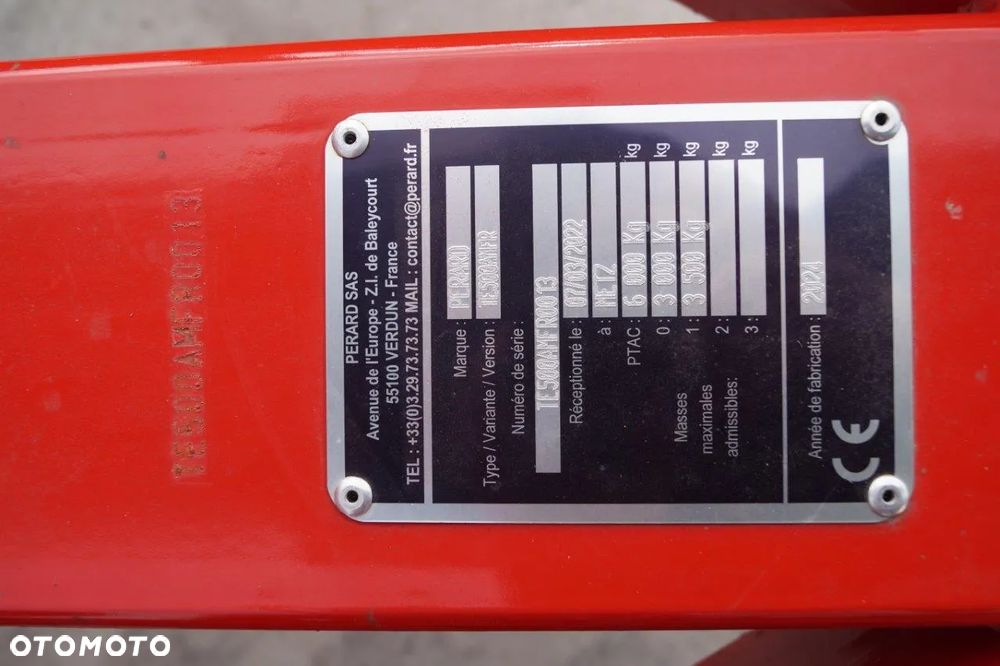 TE500AMFR0013
PERARD SAS
Avenue de l'Europe - Z.I. de Baleycourt
55100 VERDUN - France
TEL : +33(0)3.29.73.73.73 MAIL : contact@perard.fr
Marque : PERARD
Type / Variante / Version : TE500AMFR
Numéro de série :
TE500AMFR0013
Réceptionné le : 07/03/2022
à : METZ
PTAC : 6 000 Kg kg
Masses maximales admissibles:
0 : 3 000 Kg kg
1 : 3 500 Kg kg
2 : kg
3 : kg
Année de fabrication : 2024
CE
OTOMOTO